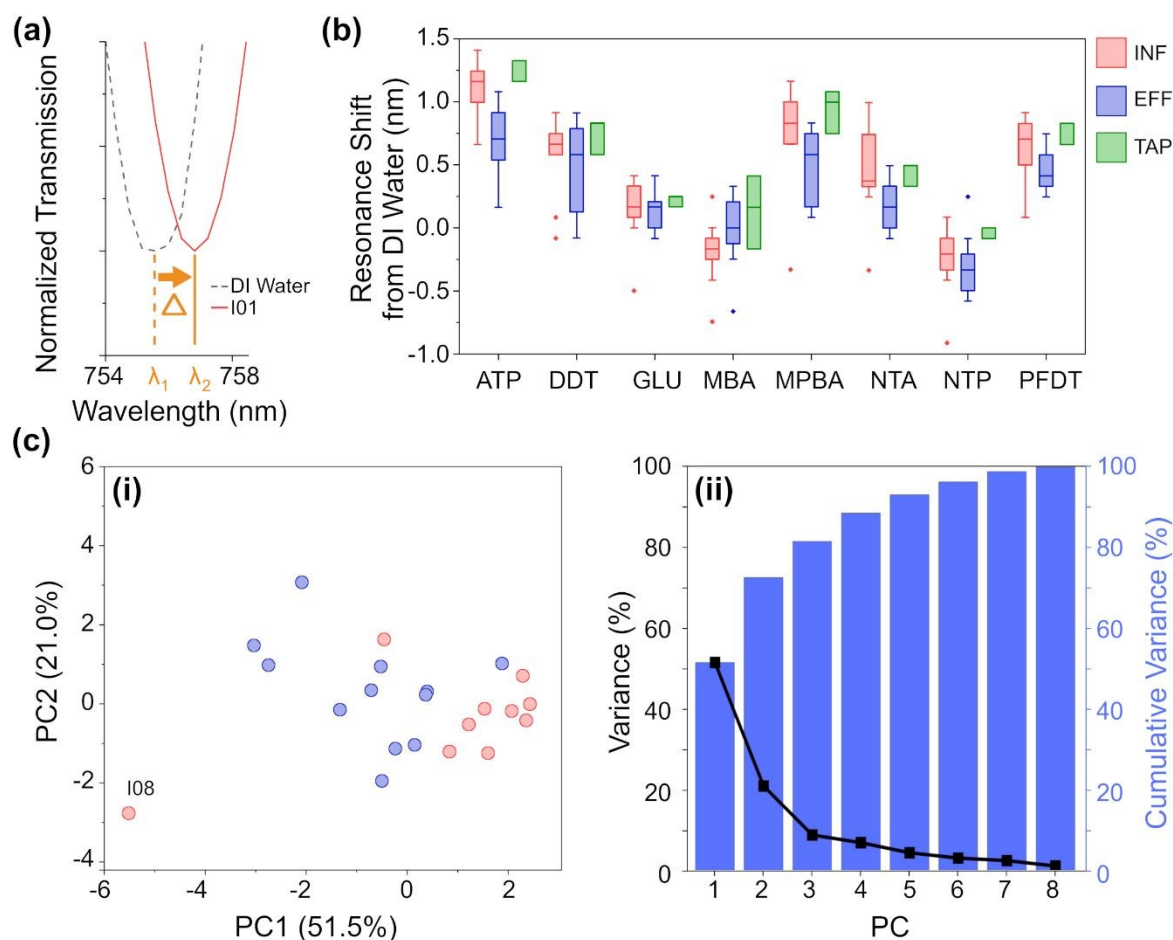 (a)
Normalized Transmission
DI Water
I01
Δ
754
λ1
λ2
758
Wavelength (nm)
(b)
Resonance Shift
from DI Water (nm)
1.5
1.0
0.5
0.0
-0.5
-1.0
ATP DDT GLU MBA MPBA NTA NTP PFDT
INF
EFF
TAP
(c)
(i)
PC2 (21.0%)
6
4
2
0
-2
-4
I08
-6 -4 -2 0 2
PC1 (51.5%)
(ii)
Variance (%)
100
80
60
40
20
0
1 2 3 4 5 6 7 8
PC
100
80
60
40
20
0
Cumulative Variance (%)